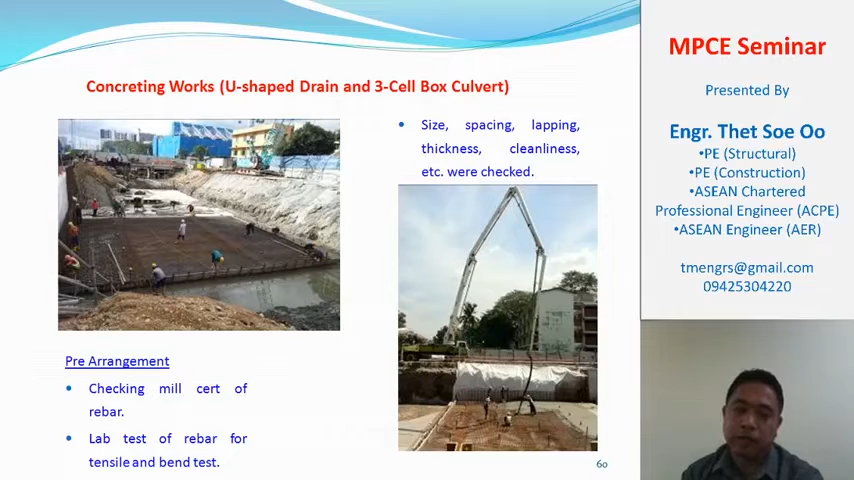 Concreting Works (U-shaped Drain and 3-Cell Box Culvert)
• Size, spacing, lapping,
thickness, cleanliness,
etc. were checked.
Pre Arrangement
• Checking mill cert of
rebar.
• Lab test of rebar for
tensile and bend test.
60
MPCE Seminar
Presented By
Engr. Thet Soe Oo
•PE (Structural)
•PE (Construction)
•ASEAN Chartered
Professional Engineer (ACPE)
•ASEAN Engineer (AER)
tmengrs@gmail.com
09425304220